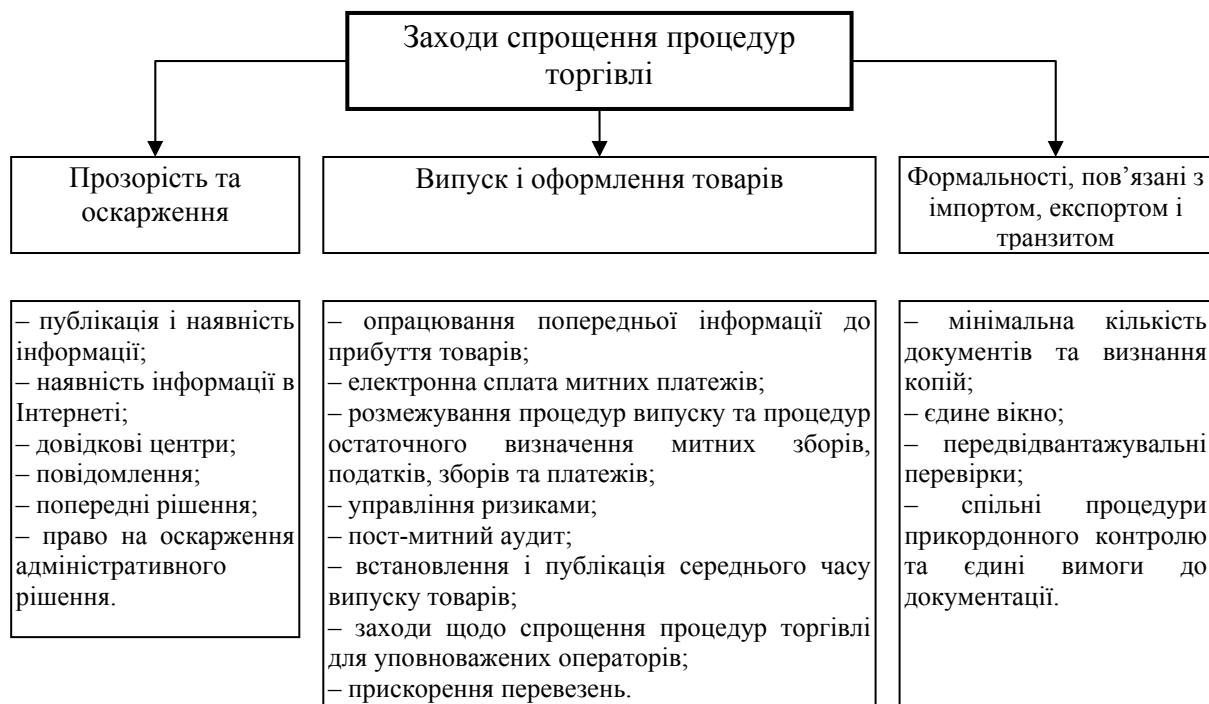 Заходи спрощення процедур
торгівлі
Прозорість та
оскарження
Випуск і оформлення товарів
Формальності, пов’язані з
імпортом, експортом і
транзитом
– публікація і наявність
інформації;
– наявність інформації в
Інтернеті;
– довідкові центри;
– повідомлення;
– попередні рішення;
– право на оскарження
адміністративного
рішення.
– опрацювання попередньої інформації до
прибуття товарів;
– електронна сплата митних платежів;
– розмежування процедур випуску та процедур
остаточного визначення митних зборів,
податків, зборів та платежів;
– управління ризиками;
– пост-митний аудит;
– встановлення і публікація середнього часу
випуску товарів;
– заходи щодо спрощення процедур торгівлі
для уповноважених операторів;
– прискорення перевезень.
– мінімальна кількість
документів та визнання
копій;
– єдине вікно;
– передвідвантажувальні
перевірки;
– спільні процедури
прикордонного контролю
та єдині вимоги до
документації.